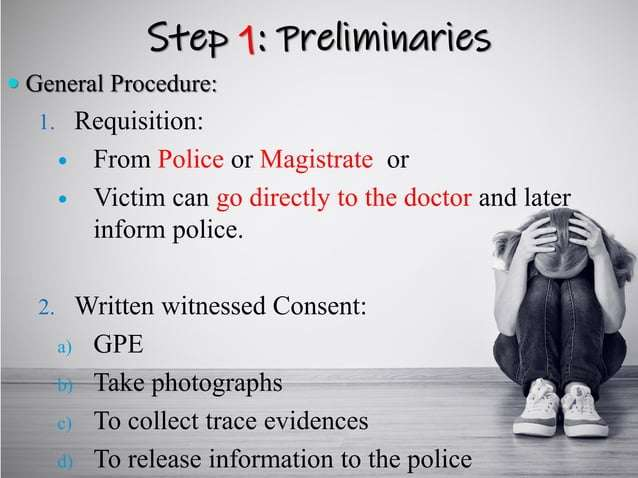 Step 1: Preliminaries
• General Procedure:
1. Requisition:
• From Police or Magistrate or
• Victim can go directly to the doctor and later
inform police.
2. Written witnessed Consent:
a) GPE
b) Take photographs
c) To collect trace evidences
d) To release information to the police